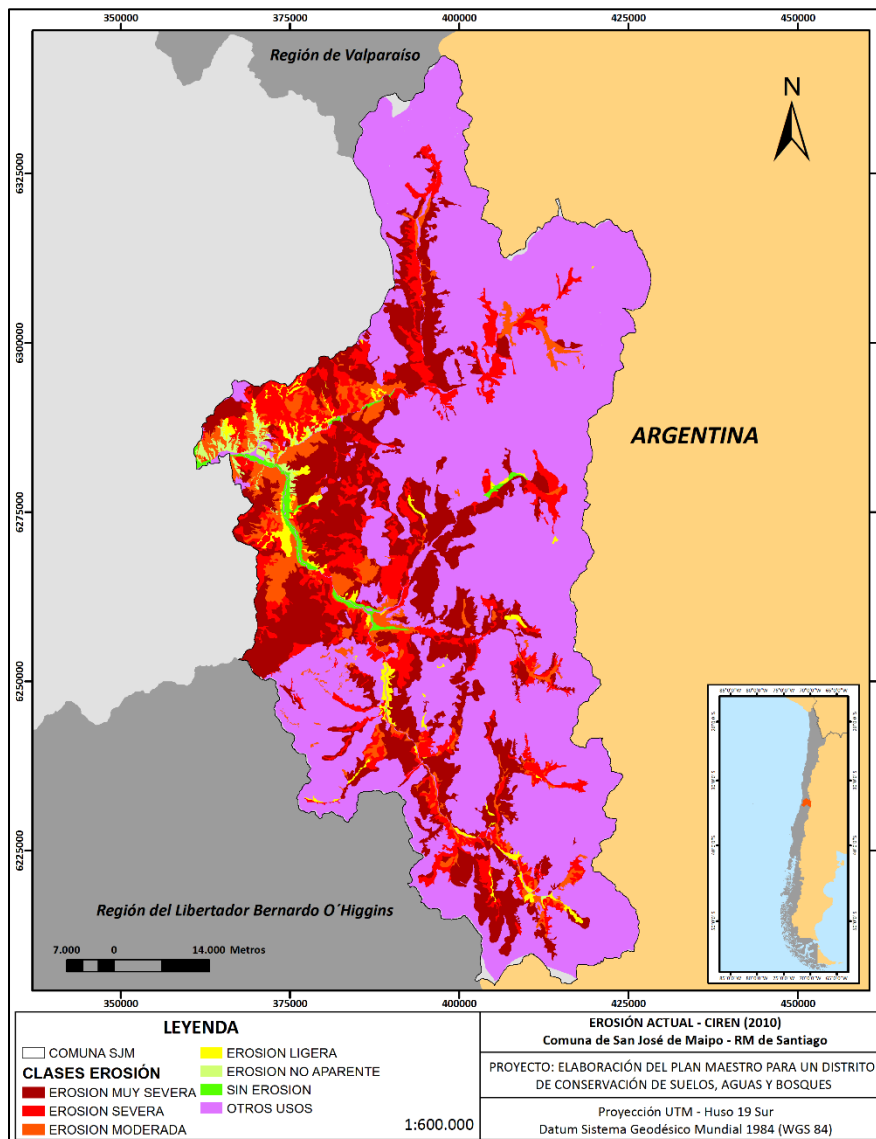 350000 375000 400000 425000 450000
Región de Valparaíso
N
6325000
6300000
ARGENTINA
6275000
6250000
6225000
Región del Libertador Bernardo O´Higgins
7.000 0 14.000 Metros
350000 375000 400000 425000 450000
LEYENDA
COMUNA SJM
CLASES EROSIÓN
EROSION MUY SEVERA
EROSION SEVERA
EROSION MODERADA
EROSION LIGERA
EROSION NO APARENTE
SIN EROSION
OTROS USOS
1:600.000
EROSIÓN ACTUAL - CIREN (2010)
Comuna de San José de Maipo - RM de Santiago
PROYECTO: ELABORACIÓN DEL PLAN MAESTRO PARA UN DISTRITO
DE CONSERVACIÓN DE SUELOS, AGUAS Y BOSQUES
Proyección UTM - Huso 19 Sur
Datum Sistema Geodésico Mundial 1984 (WGS 84)